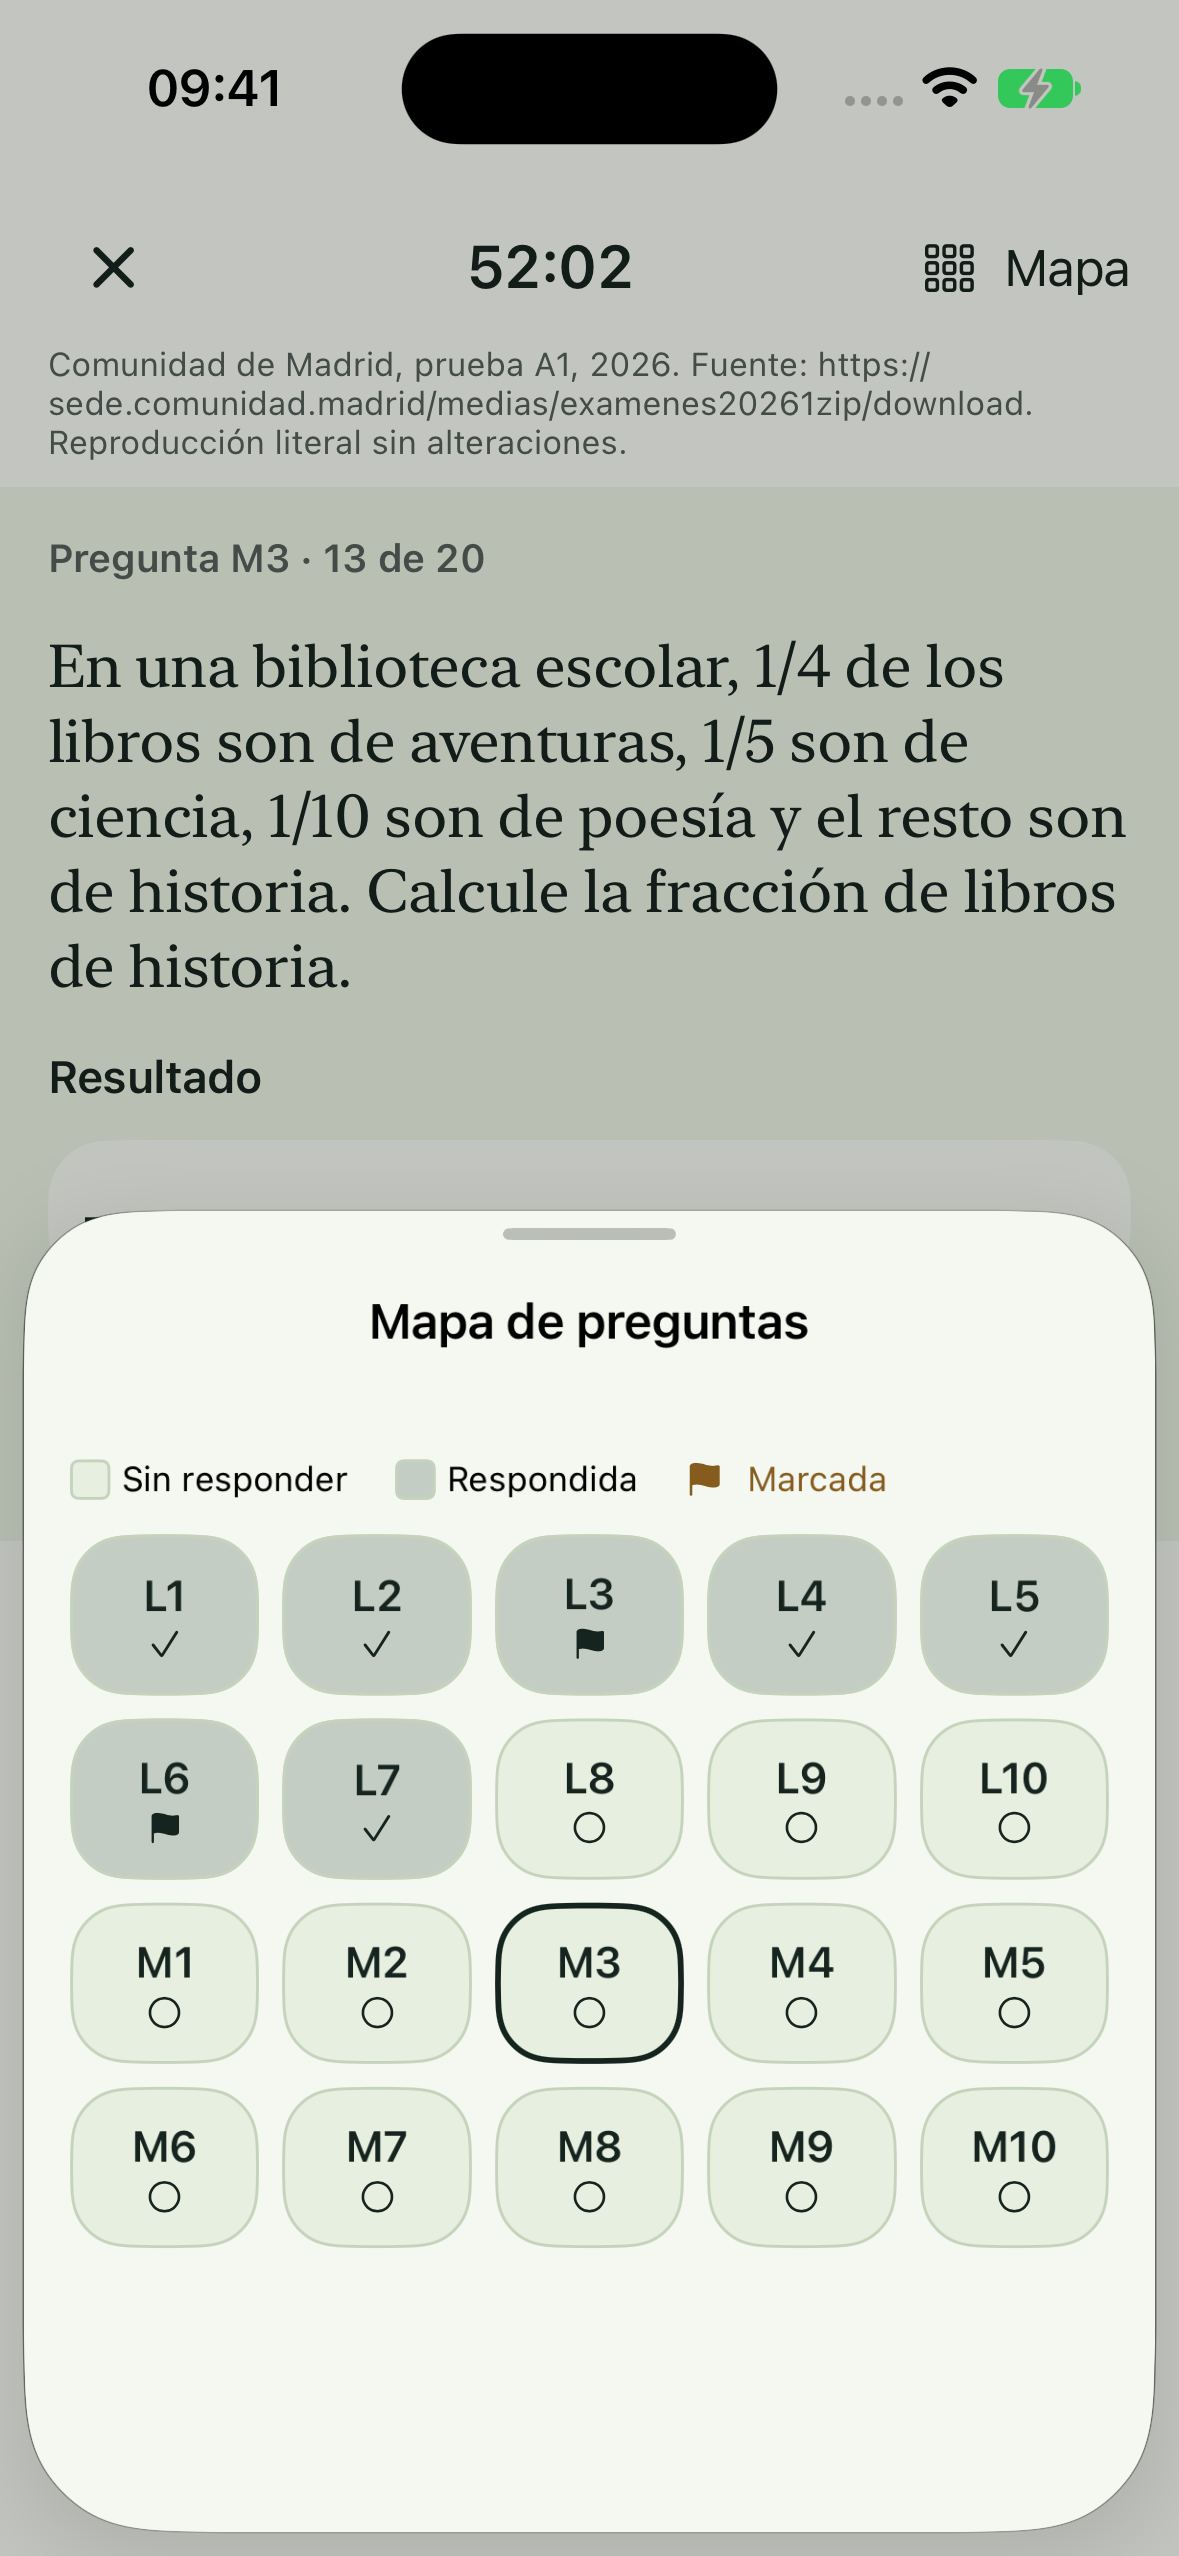 09:41
52:02
Mapa
Comunidad de Madrid, prueba A1, 2026. Fuente: https://
sede.comunidad.madrid/medias/examenes20261zip/download.
Reproducción literal sin alteraciones.
Pregunta M3 · 13 de 20
En una biblioteca escolar, 1/4 de los
libros son de aventuras, 1/5 son de
ciencia, 1/10 son de poesía y el resto son
de historia. Calcule la fracción de libros
de historia.
Resultado
Mapa de preguntas
Sin responder Respondida Marcada
L1 L2 L3 L4 L5
L6 L7 L8 L9 L10
M1 M2 M3 M4 M5
M6 M7 M8 M9 M10